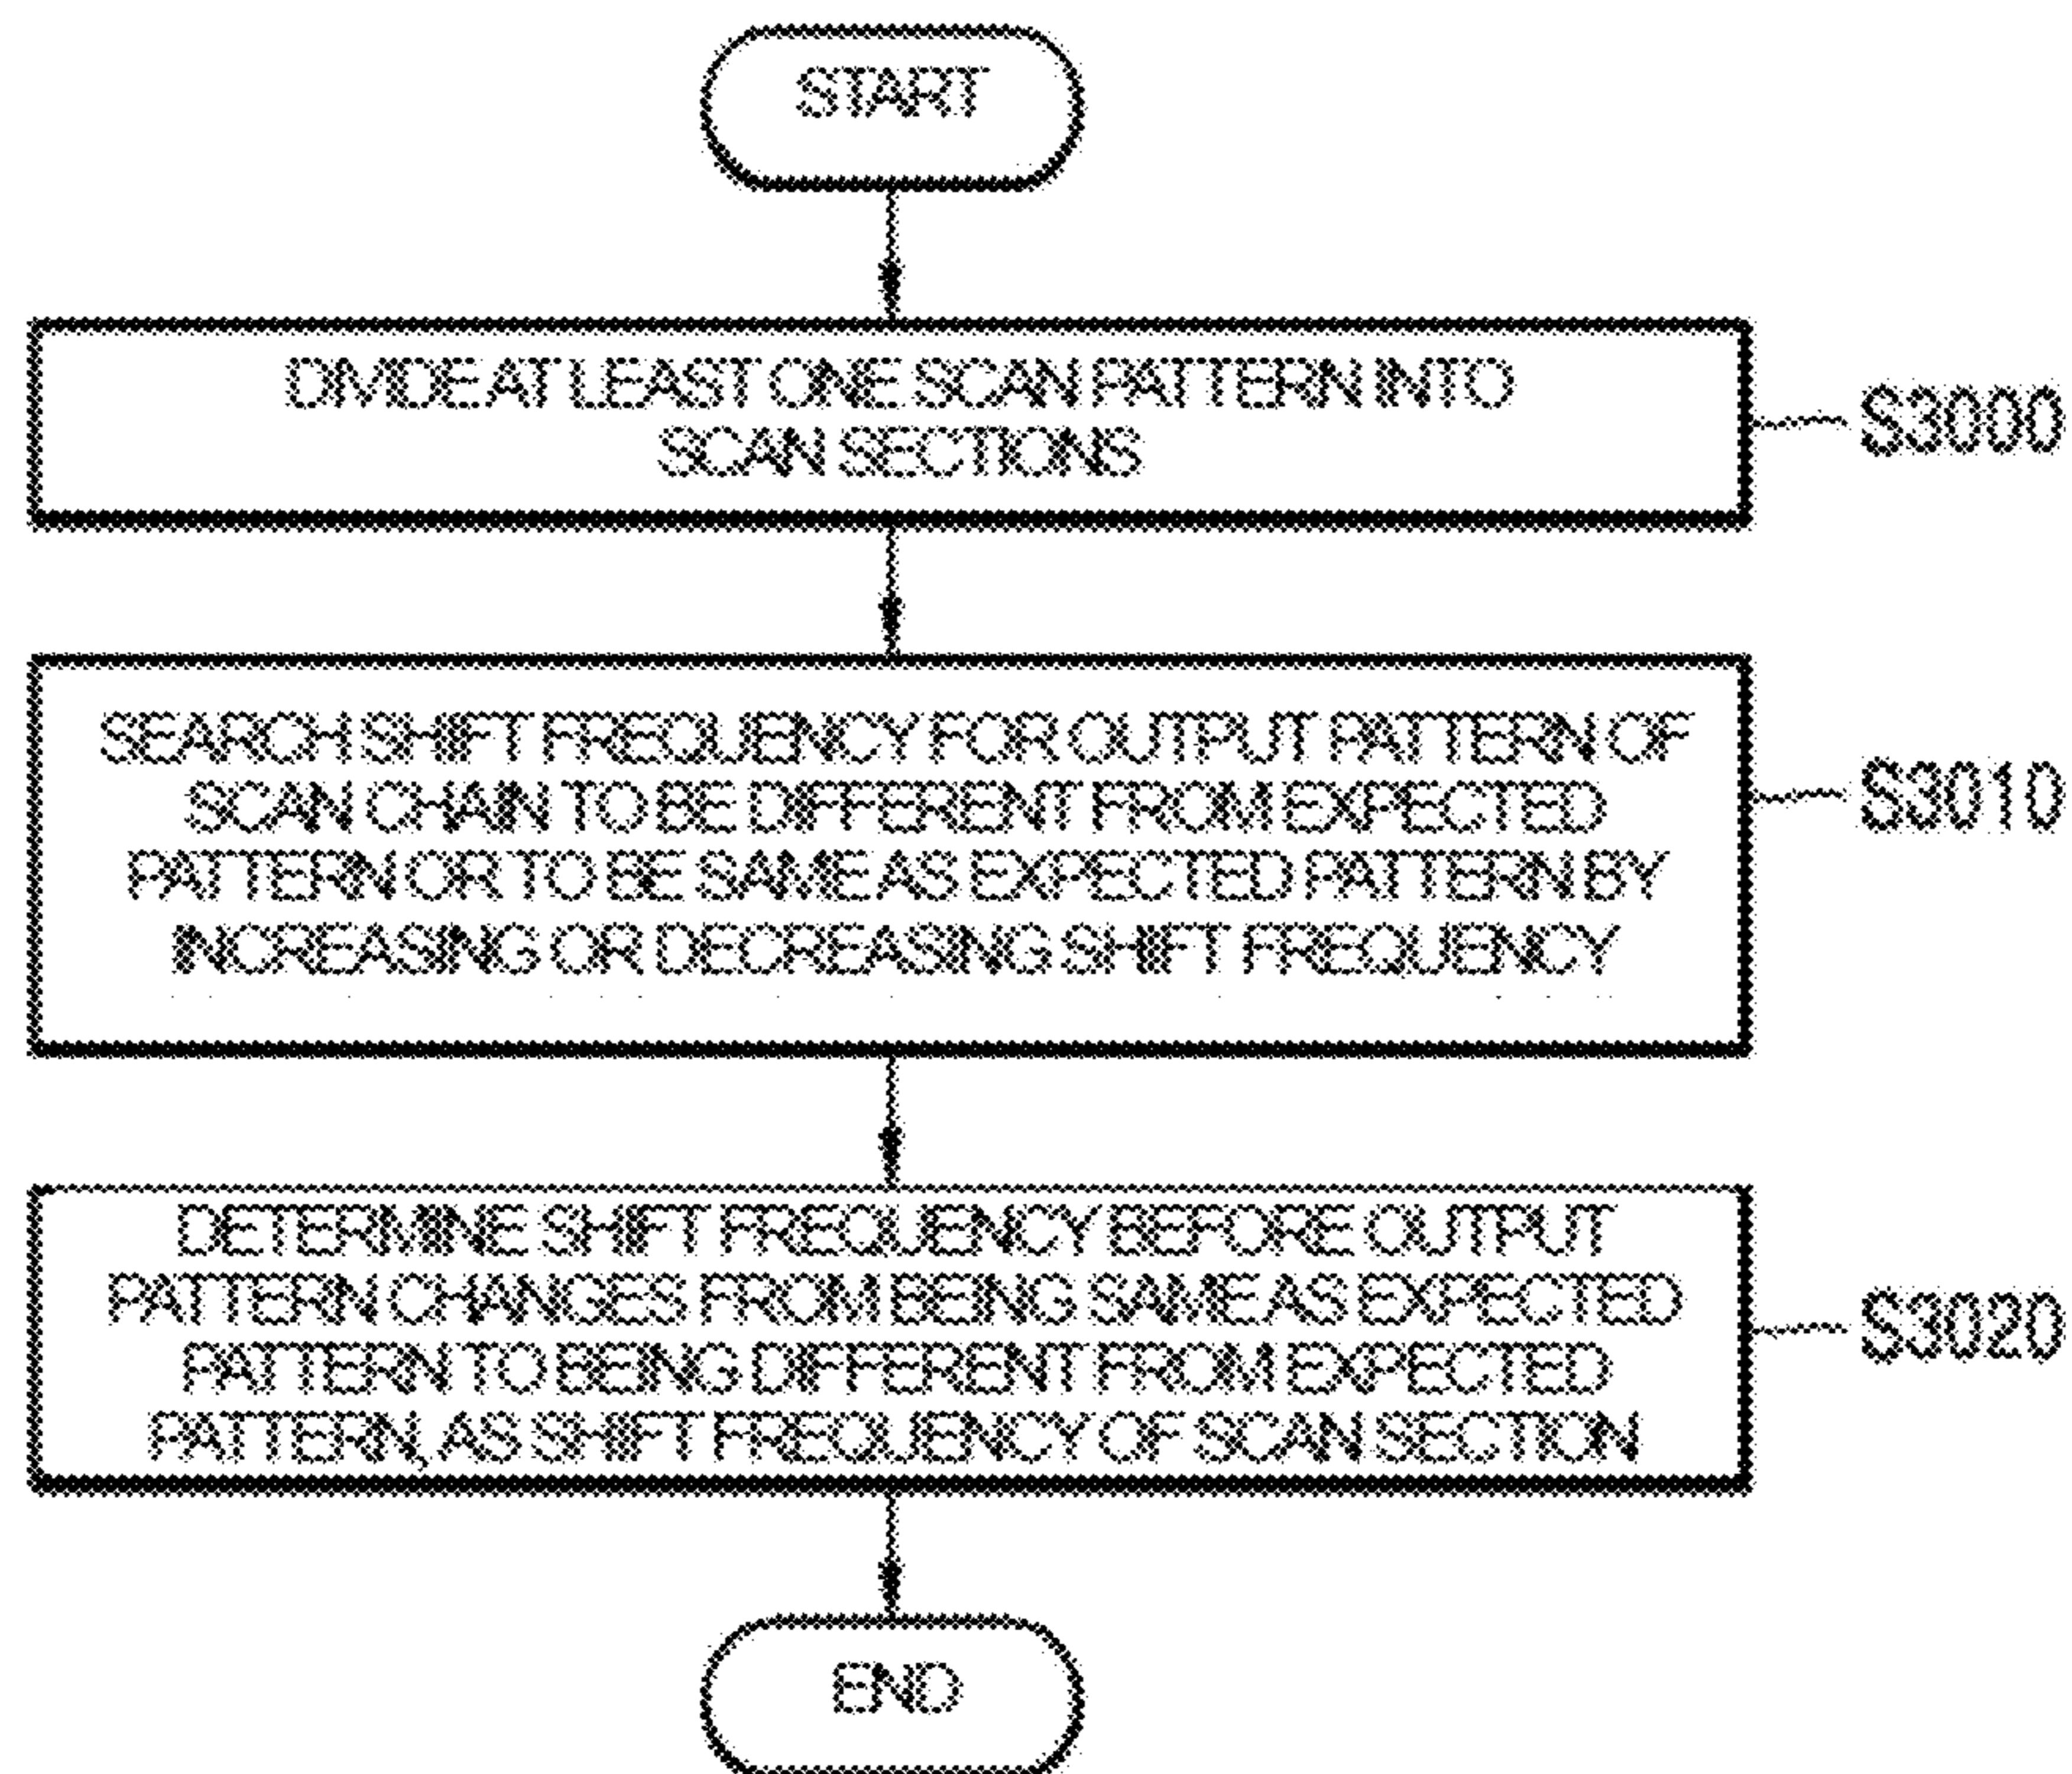 START
DIVIDE AT LEAST ONE SCAN PATTERN INTO
SCAN SECTIONS
S3000
SEARCH SHIFT FREQUENCY FOR OUTPUT PATTERN OF
SCAN CHAIN TO BE DIFFERENT FROM EXPECTED
PATTERN OR TO BE SAME AS EXPECTED PATTERN BY
INCREASING OR DECREASING SHIFT FREQUENCY
S3010
DETERMINE SHIFT FREQUENCY BEFORE OUTPUT
PATTERN CHANGES FROM BEING SAME AS EXPECTED
PATTERN TO BEING DIFFERENT FROM EXPECTED
PATTERN, AS SHIFT FREQUENCY OF SCAN SECTION
S3020
END